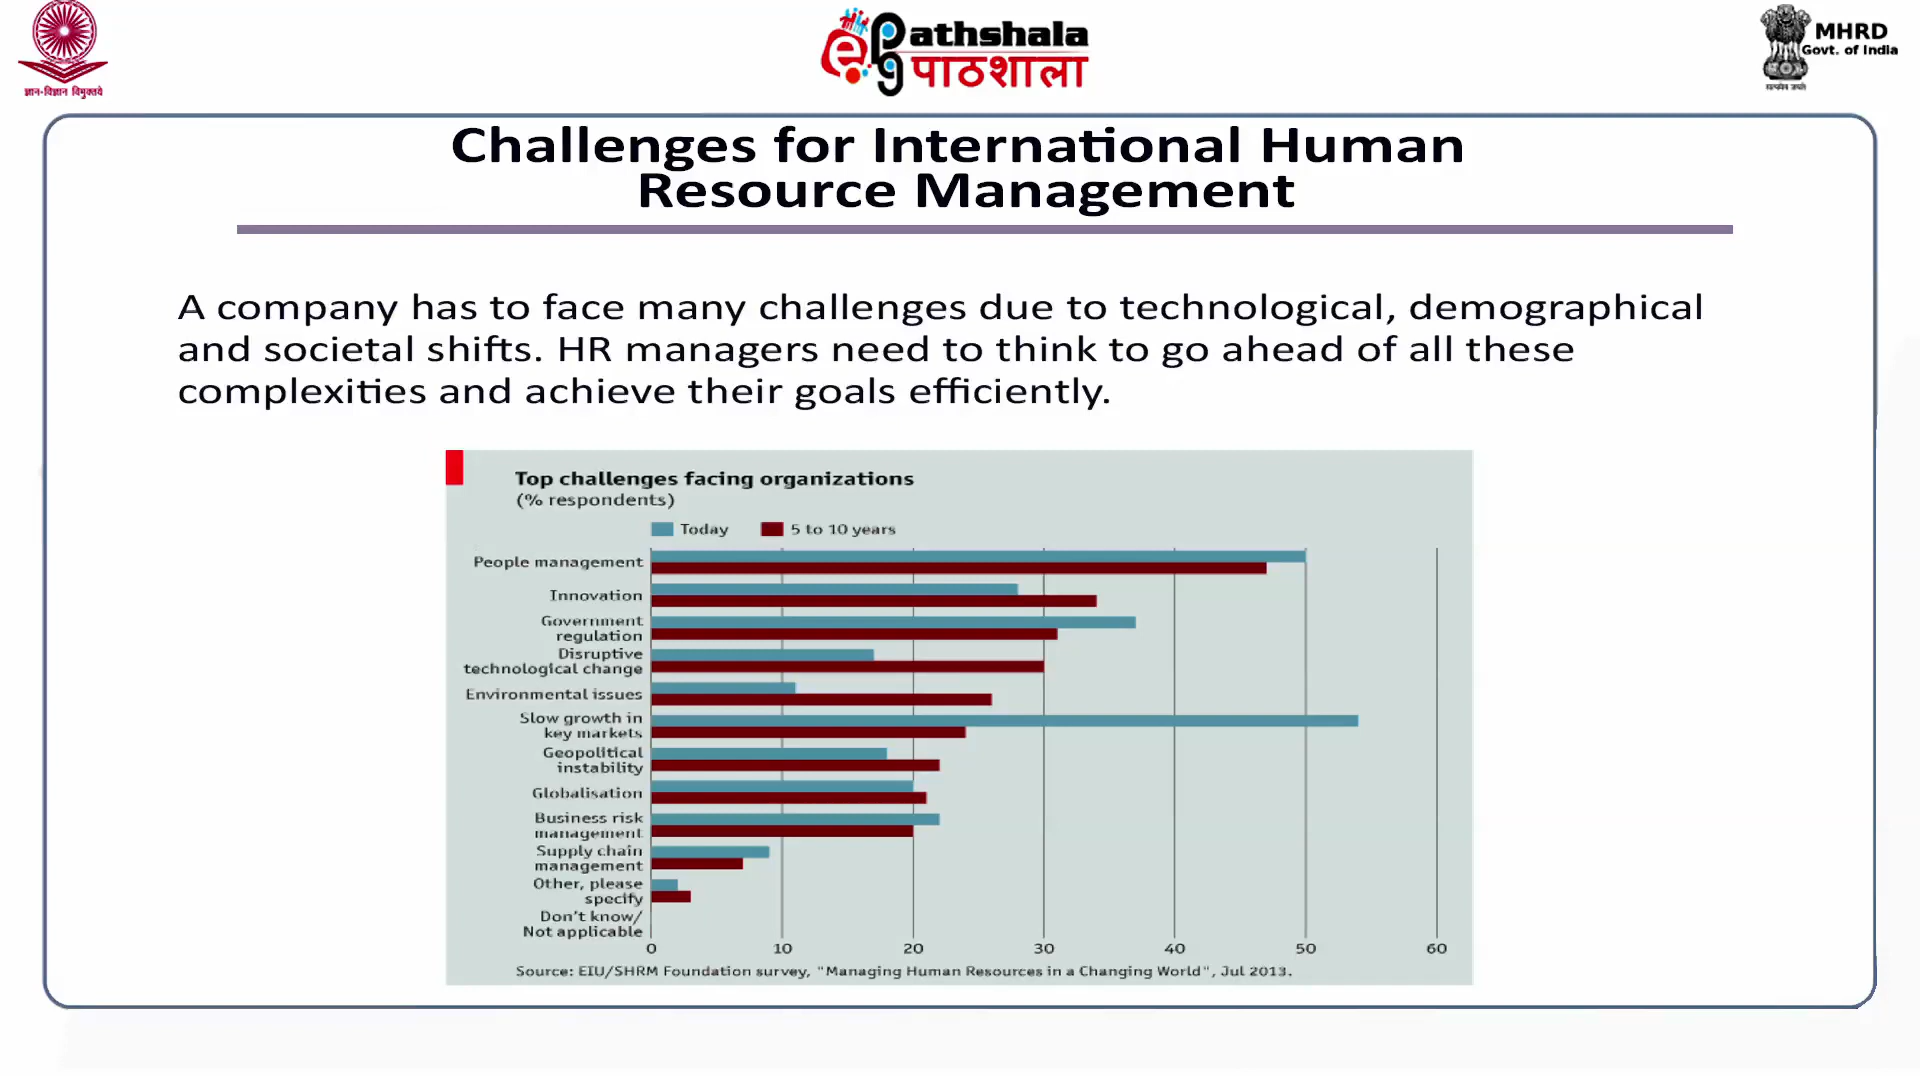 ज्ञान-विज्ञान विमुक्तये
ePathshala
पाठशाला
MHRD
Govt. of India
सत्यमेव जयते
Challenges for International Human
Resource Management
A company has to face many challenges due to technological, demographical
and societal shifts. HR managers need to think to go ahead of all these
complexities and achieve their goals efficiently.
Top challenges facing organizations
(% respondents)
Today 5 to 10 years
People management
Innovation
Government
regulation
Disruptive
technological change
Environmental issues
Slow growth in
key markets
Geopolitical
instability
Globalisation
Business risk
management
Supply chain
management
Other, please
specify
Don't know/
Not applicable
0 10 20 30 40 50 60
Source: EIU/SHRM Foundation survey, "Managing Human Resources in a Changing World", Jul 2013.